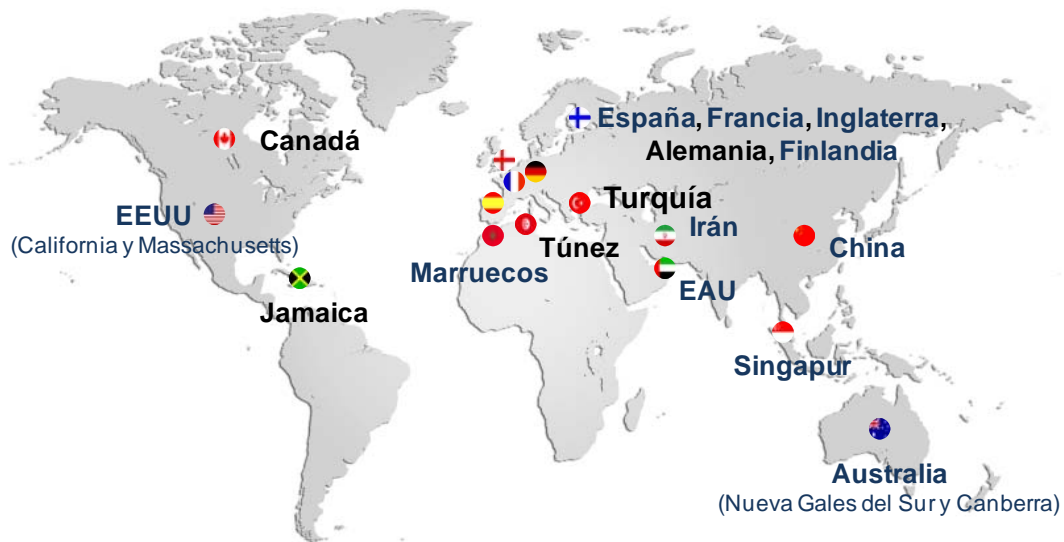 España, Francia, Inglaterra,
Alemania, Finlandia
Canadá
Turquía
EEUU
(California y Massachusetts)
Irán
Túnez
China
Marruecos
EAU
Jamaica
Singapur
Australia
(Nueva Gales del Sur y Canberra)